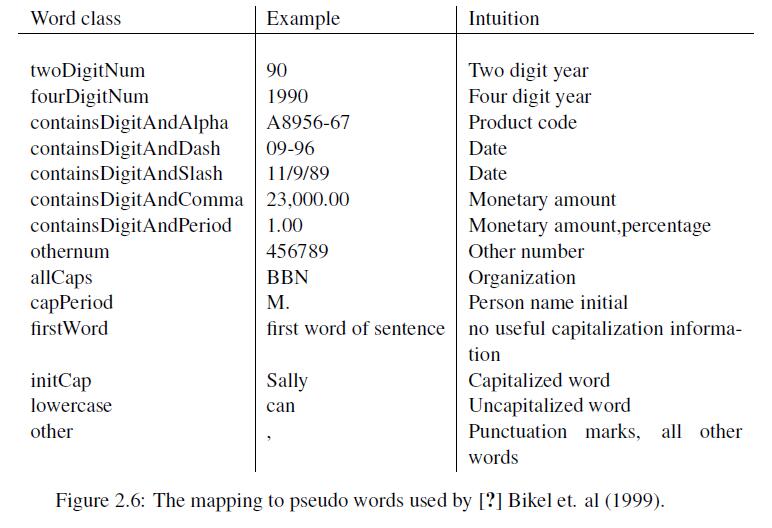 Word class Example Intuition
twoDigitNum 90 Two digit year
fourDigitNum 1990 Four digit year
containsDigitAndAlpha A8956-67 Product code
containsDigitAndDash 09-96 Date
containsDigitAndSlash 11/9/89 Date
containsDigitAndComma 23,000.00 Monetary amount
containsDigitAndPeriod 1.00 Monetary amount,percentage
othernum 456789 Other number
allCaps BBN Organization
capPeriod M. Person name initial
firstWord first word of sentence no useful capitalization informa-
tion
initCap Sally Capitalized word
lowercase can Uncapitalized word
other , Punctuation marks, all other
words
Figure 2.6: The mapping to pseudo words used by [?] Bikel et. al (1999).